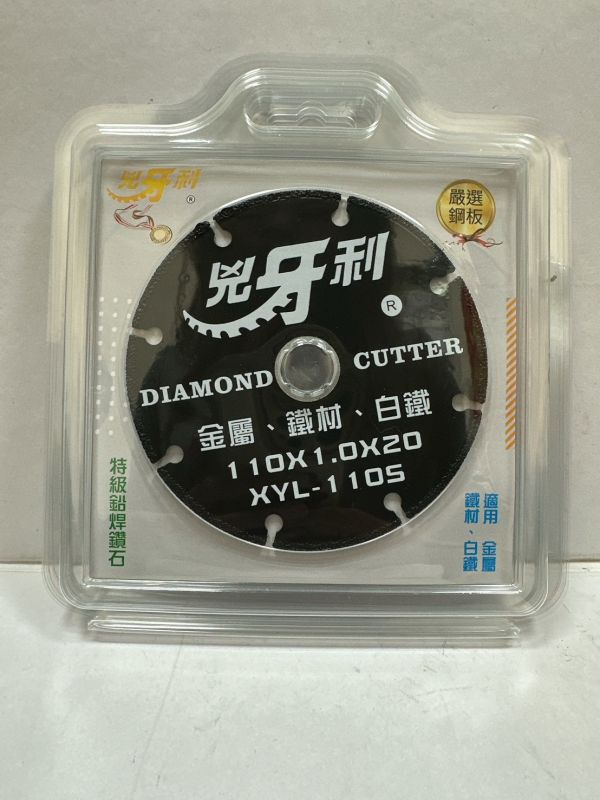 兇牙利
®
嚴選
鋼板
兇牙利
®
DIAMOND CUTTER
金屬、鐵材、白鐵
110X1.0X20
XYL-110S
特級鉛焊鑽石
適用 金屬
鐵材、白鐵